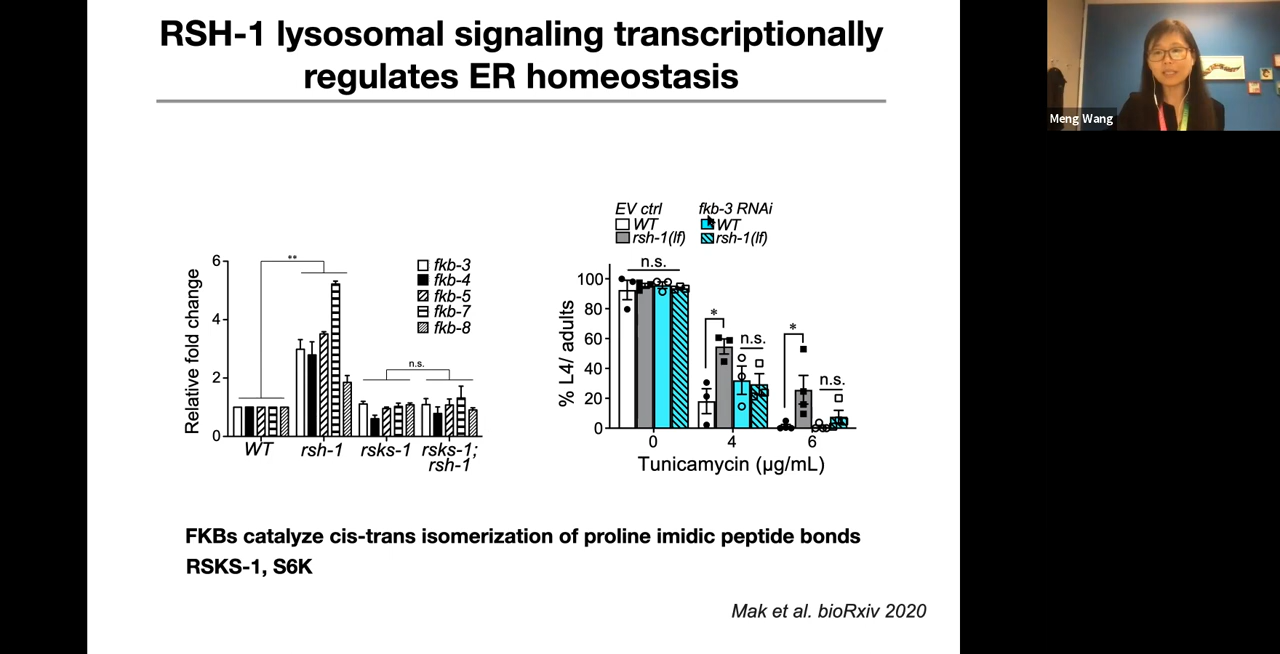 RSH-1 lysosomal signaling transcriptionally
regulates ER homeostasis
Meng Wang
Relative fold change
6
4
2
0
**
n.s.
fkb-3
fkb-4
fkb-5
fkb-7
fkb-8
WT
rsh-1
rsks-1
rsks-1;
rsh-1
EV ctrl
WT
rsh-1(lf)
fkb-3 RNAi
WT
rsh-1(lf)
% L4/ adults
100
80
60
40
20
0
n.s.
*
n.s.
*
n.s.
0
4
6
Tunicamycin (µg/mL)
FKBs catalyze cis-trans isomerization of proline imidic peptide bonds
RSKS-1, S6K
Mak et al. bioRxiv 2020